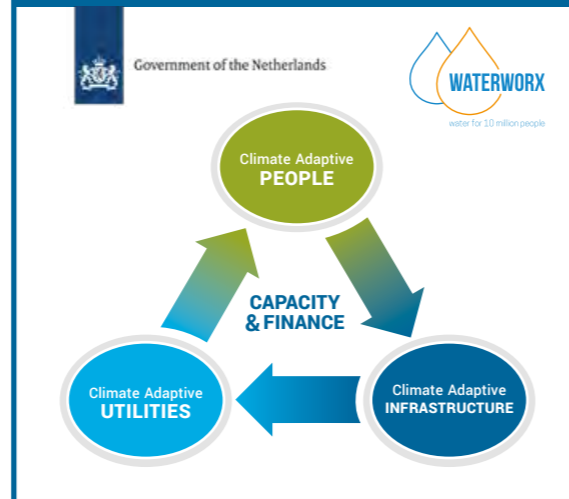 Government of the Netherlands
WATERWORX
water for 10 million people
Climate Adaptive
PEOPLE
CAPACITY
& FINANCE
Climate Adaptive
UTILITIES
Climate Adaptive
INFRASTRUCTURE